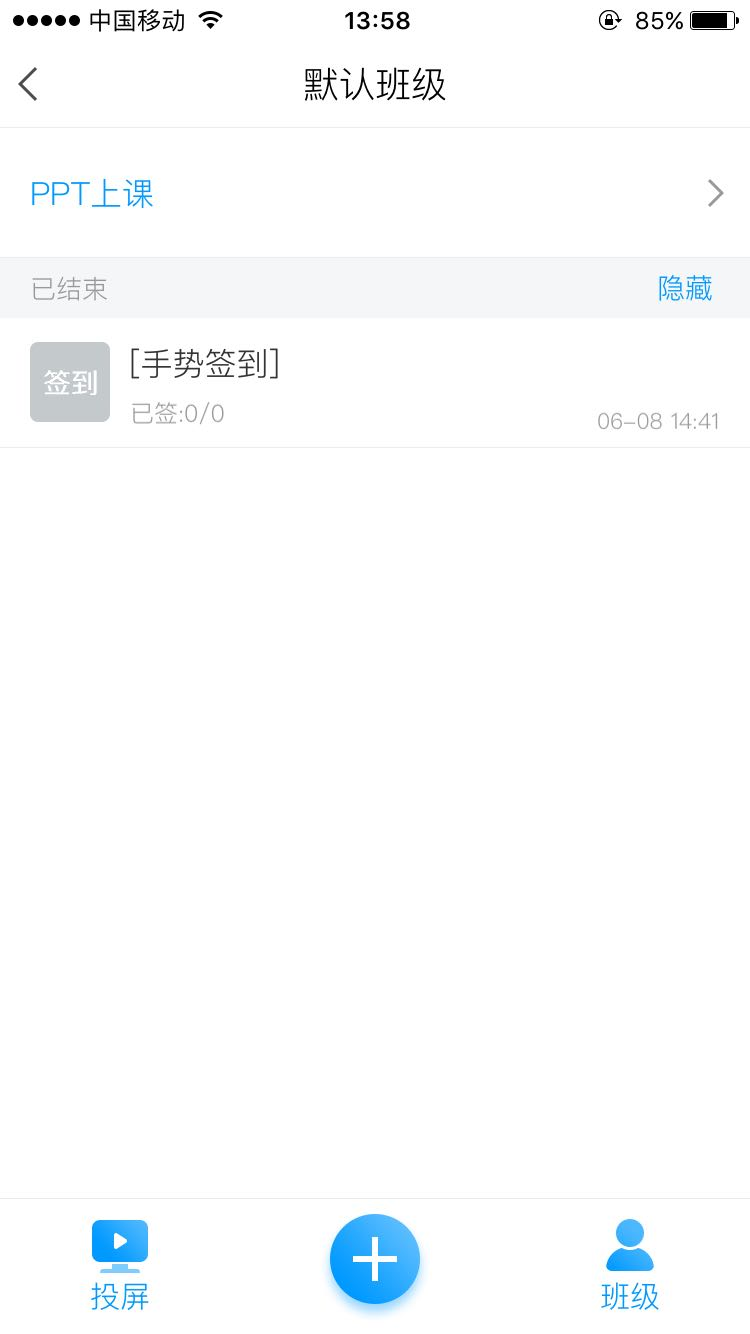 中国移动 13:58 85%
默认班级
PPT上课
已结束 隐藏
签到 [手势签到]
已签:0/0 06-08 14:41
投屏 班级